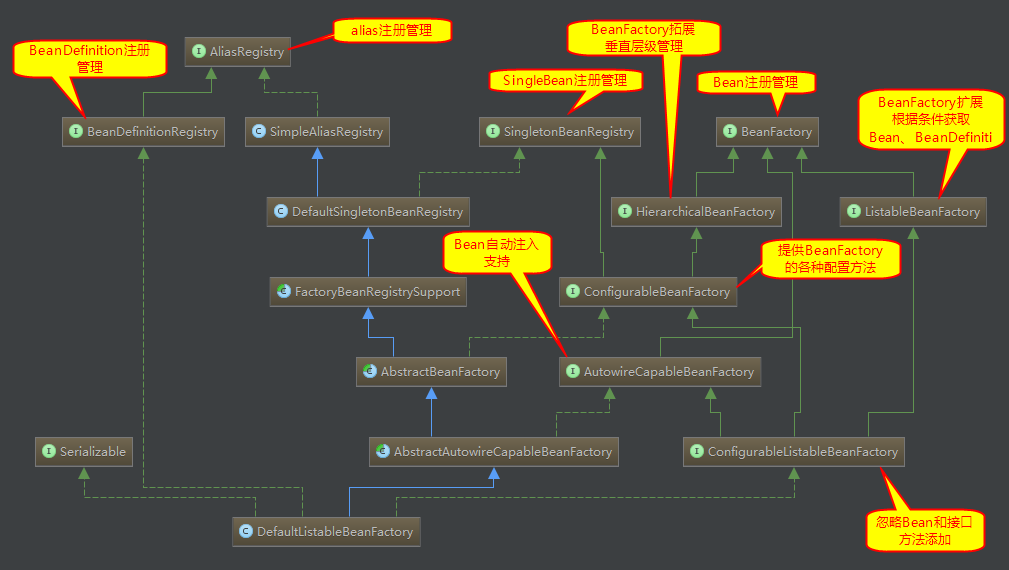 alias注册管理
BeanFactory拓展
垂直层级管理
BeanDefinition注册
管理
I AliasRegistry
SingleBean注册管理
Bean注册管理
BeanFactory扩展
根据条件获取
Bean、BeanDefiniti
I BeanDefinitionRegistry
C SimpleAliasRegistry
I SingletonBeanRegistry
I BeanFactory
C DefaultSingletonBeanRegistry
I HierarchicalBeanFactory
I ListableBeanFactory
Bean自动注入
支持
提供BeanFactory
的各种配置方法
C FactoryBeanRegistrySupport
I ConfigurableBeanFactory
C AbstractBeanFactory
I AutowireCapableBeanFactory
I Serializable
C AbstractAutowireCapableBeanFactory
I ConfigurableListableBeanFactory
C DefaultListableBeanFactory
忽略Bean和接口
方法添加